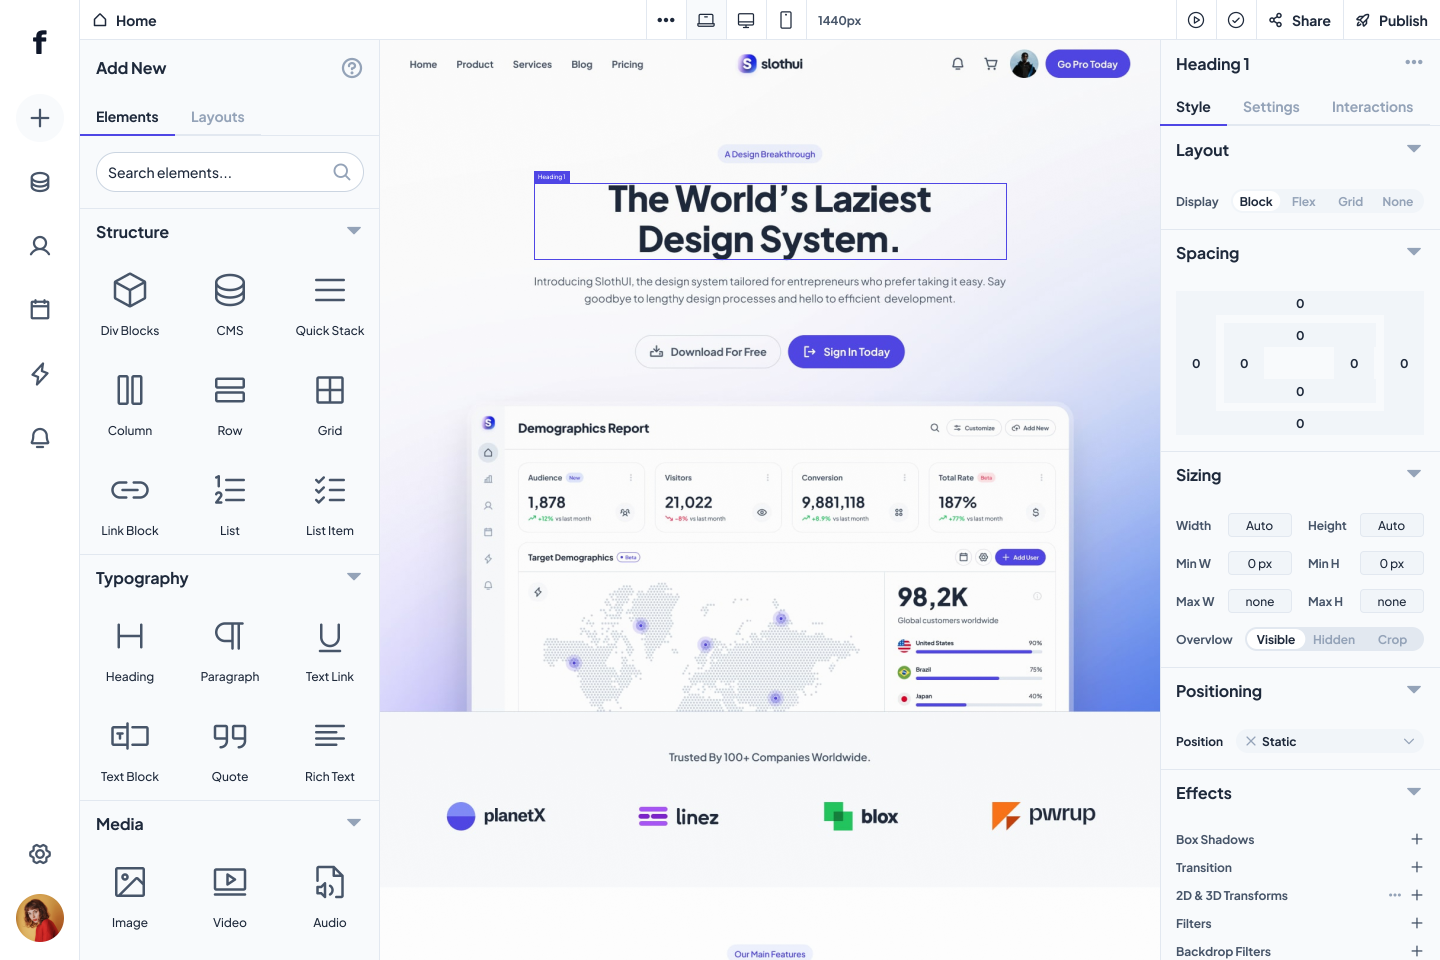 f
Home
1440px
Share
Publish
Add New
Elements
Layouts
Search elements...
Structure
Div Blocks
CMS
Quick Stack
Column
Row
Grid
Link Block
1
2
List
List Item
Typography
Heading
Paragraph
Text Link
T
Text Block
Quote
Rich Text
Media
Image
Video
Audio
Home
Product
Services
Blog
Pricing
S
slothui
Go Pro Today
A Design Breakthrough
Heading 1
The World’s Laziest
Design System.
Introducing SlothUI, the design system tailored for entrepreneurs who prefer taking it easy. Say
goodbye to lengthy design processes and hello to efficient development.
Download For Free
Sign In Today
S
Demographics Report
Customize
Add New
Audience
New
1,878
+12% vs last month
Visitors
21,022
-8% vs last month
Conversion
9,881,118
+8.9% vs last month
Total Rate
Beta
187%
+77% vs last month
$
Target Demographics
Beta
Add User
98,2K
Global customers worldwide
United States
90%
Brazil
75%
Japan
40%
Trusted By 100+ Companies Worldwide.
planetX
linez
blox
pwrup
Our Main Features
Heading 1
Style
Settings
Interactions
Layout
Display
Block
Flex
Grid
None
Spacing
0
0
0
0
0
0
0
0
Sizing
Width
Auto
Height
Auto
Min W
0 px
Min H
0 px
Max W
none
Max H
none
Overvlow
Visible
Hidden
Crop
Positioning
Position
Static
Effects
Box Shadows
Transition
2D & 3D Transforms
Filters
Backdrop Filters